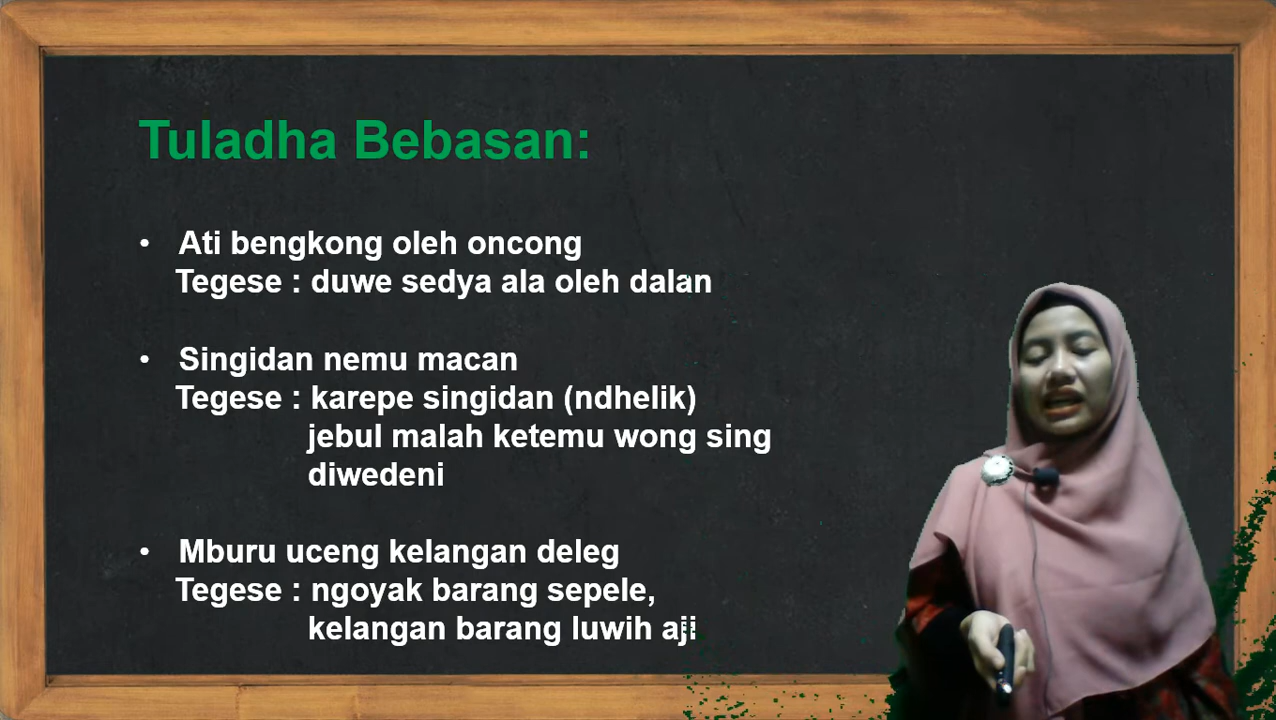 Tuladha Bebasan:
• Ati bengkong oleh oncong
Tegese : duwe sedya ala oleh dalan
• Singidan nemu macan
Tegese : karepe singidan (ndhelik)
jebul malah ketemu wong sing
diwedeni
• Mburu uceng kelangan deleg
Tegese : ngoyak barang sepele,
kelangan barang luwih aji